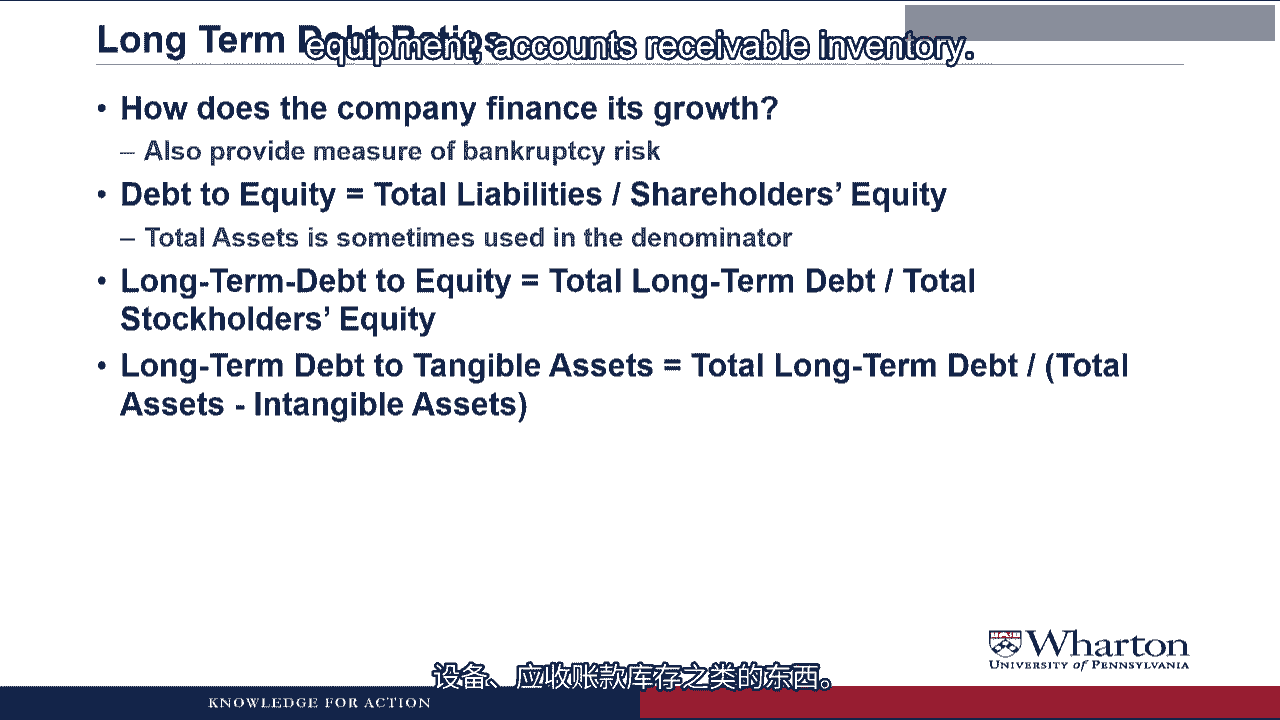 Long Term Debt Ratios
equipment, accounts receivable inventory.
• How does the company finance its growth?
– Also provide measure of bankruptcy risk
• Debt to Equity = Total Liabilities / Shareholders’ Equity
– Total Assets is sometimes used in the denominator
• Long-Term-Debt to Equity = Total Long-Term Debt / Total
Stockholders’ Equity
• Long-Term Debt to Tangible Assets = Total Long-Term Debt / (Total
Assets - Intangible Assets)
Wharton
UNIVERSITY of PENNSYLVANIA
设备、应收账款库存之类的东西。
KNOWLEDGE FOR ACTION